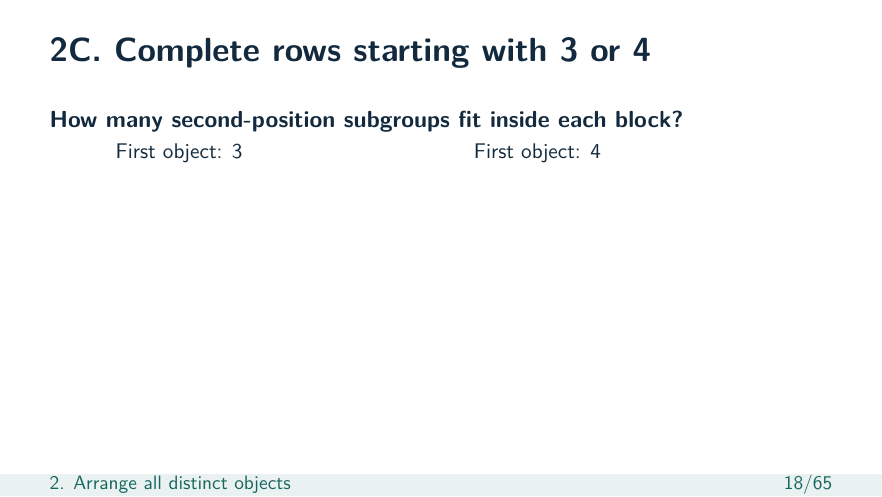 2C. Complete rows starting with 3 or 4
How many second-position subgroups fit inside each block?
First object: 3
First object: 4
2. Arrange all distinct objects
18/65